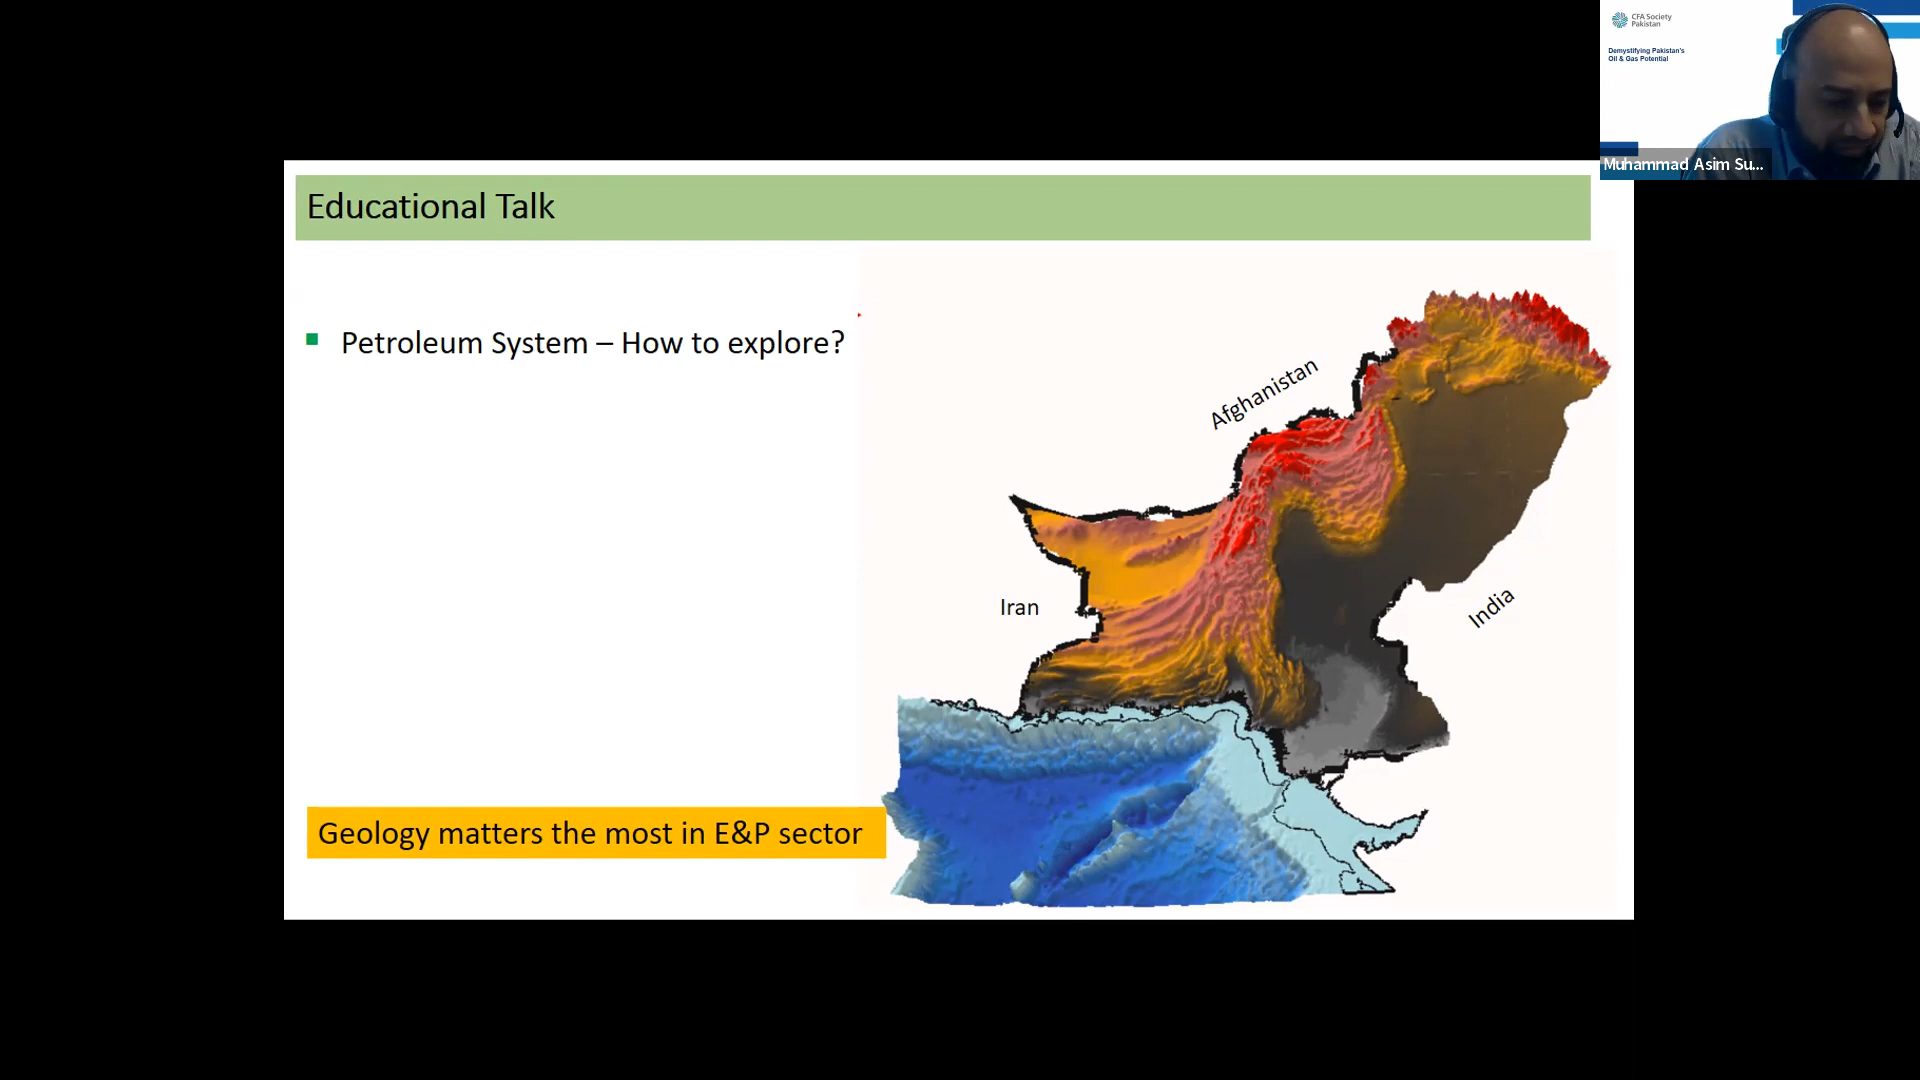 CFA Society
Pakistan
Demystifying Pakistan's
Oil & Gas Potential
Muhammad Asim Su...
Educational Talk
Petroleum System – How to explore?
Afghanistan
Iran
India
Geology matters the most in E&P sector